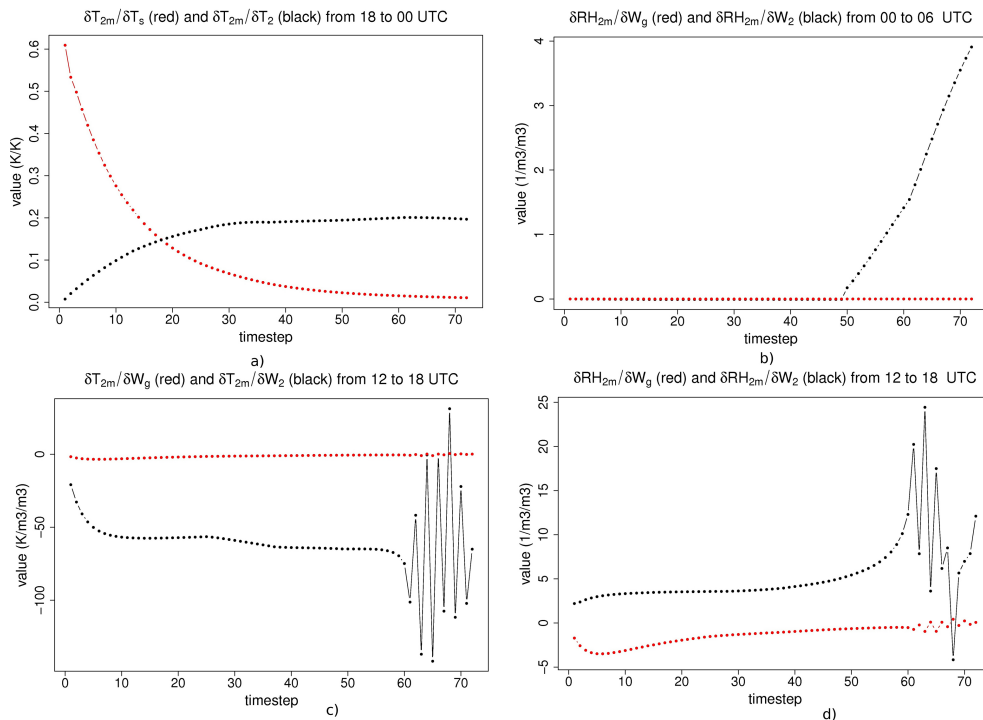 δT2m/δTs (red) and δT2m/δT2 (black) from 18 to 00 UTC
value (K/K)
0.6
0.5
0.4
0.3
0.2
0.1
0.0
0 10 20 30 40 50 60 70
timestep
a)
δRH2m/δWg (red) and δRH2m/δW2 (black) from 00 to 06 UTC
value (1/m3/m3)
4
3
2
1
0
0 10 20 30 40 50 60 70
timestep
b)
δT2m/δWg (red) and δT2m/δW2 (black) from 12 to 18 UTC
value (K/m3/m3)
0
−50
−100
0 10 20 30 40 50 60 70
timestep
c)
δRH2m/δWg (red) and δRH2m/δW2 (black) from 12 to 18 UTC
value (1/m3/m3)
25
20
15
10
5
0
−5
0 10 20 30 40 50 60 70
timestep
d)